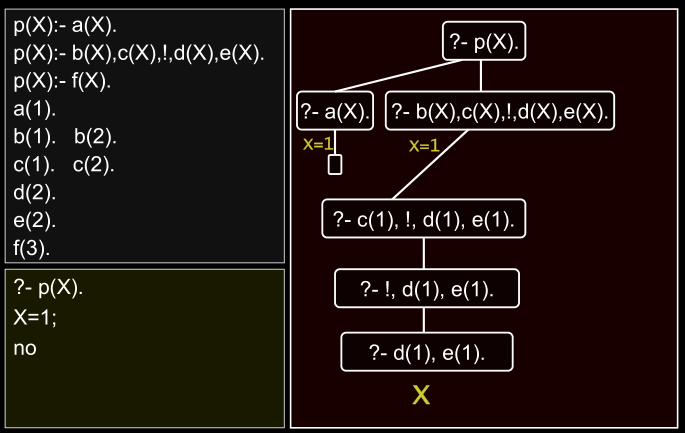 p(X):- a(X).
p(X):- b(X),c(X),!,d(X),e(X).
p(X):- f(X).
a(1).
b(1). b(2).
c(1). c(2).
d(2).
e(2).
f(3).
?- p(X).
X=1;
no
?- p(X).
?- a(X). ?- b(X),c(X),!,d(X),e(X).
X=1 X=1
?- c(1), !, d(1), e(1).
?- !, d(1), e(1).
?- d(1), e(1).
X